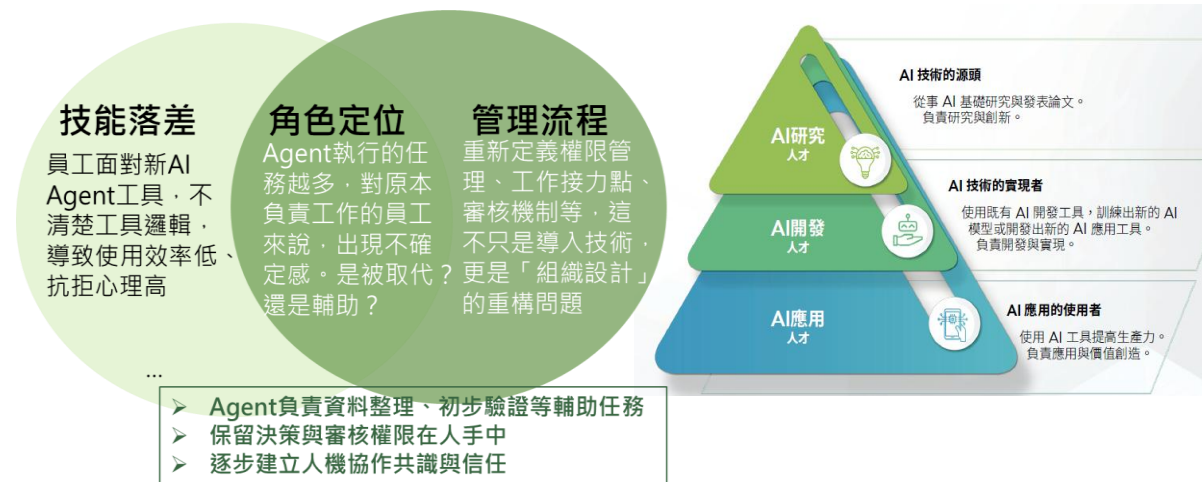 技能落差
員工面對新AI
Agent工具，不
清楚工具邏輯，
導致使用效率低、
抗拒心理高
...
角色定位
Agent執行的任
務越多，對原本
負責工作的員工
來說，出現不確
定感。是被取代？
還是輔助？
管理流程
重新定義權限管
理、工作接力點、
審核機制等，這
不只是導入技術，
更是「組織設計」
的重構問題
➢ Agent負責資料整理、初步驗證等輔助任務
➢ 保留決策與審核權限在人手中
➢ 逐步建立人機協作共識與信任
AI研究
人才
AI 技術的源頭
從事 AI 基礎研究與發表論文。
負責研究與創新。
AI開發
人才
AI 技術的實現者
使用既有 AI 開發工具，訓練出新的 AI
模型或開發出新的 AI 應用工具。
負責開發與實現。
AI應用
人才
AI 應用的使用者
使用 AI 工具提高生產力。
負責應用與價值創造。